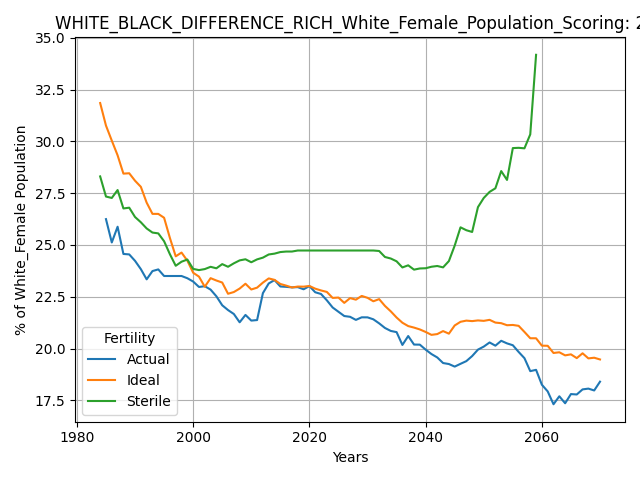 WHITE_BLACK_DIFFERENCE_RICH_White_Female_Population_Scoring: 2
35.0
32.5
30.0
27.5
25.0
22.5
20.0
17.5
% of White_Female Population
Fertility
Actual
Ideal
Sterile
1980 2000 2020 2040 2060
Years